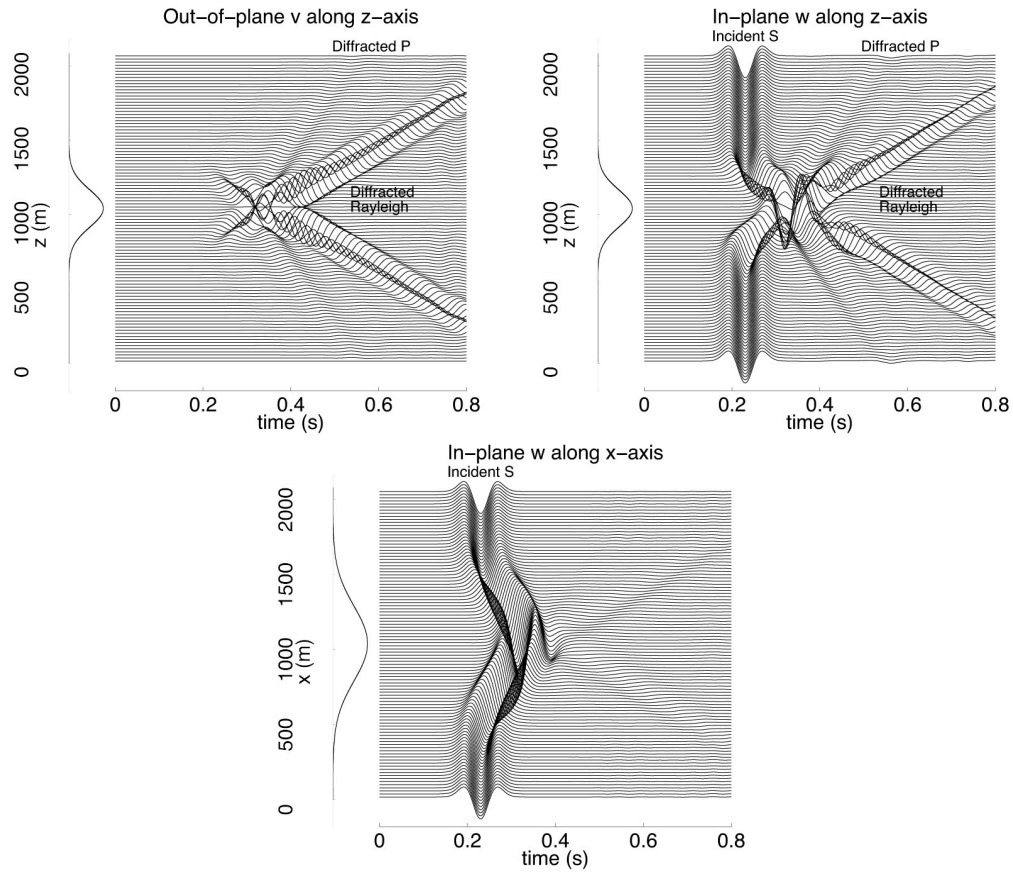 Out-of-plane v along z-axis
Diffracted P
2000
1500
1000
500
0
z (m)
Diffracted
Rayleigh
0 0.2 0.4 0.6 0.8
time (s)
In-plane w along z-axis
Incident S
Diffracted P
2000
1500
1000
500
0
z (m)
Diffracted
Rayleigh
0 0.2 0.4 0.6 0.8
time (s)
In-plane w along x-axis
Incident S
2000
1500
1000
500
0
x (m)
0 0.2 0.4 0.6 0.8
time (s)